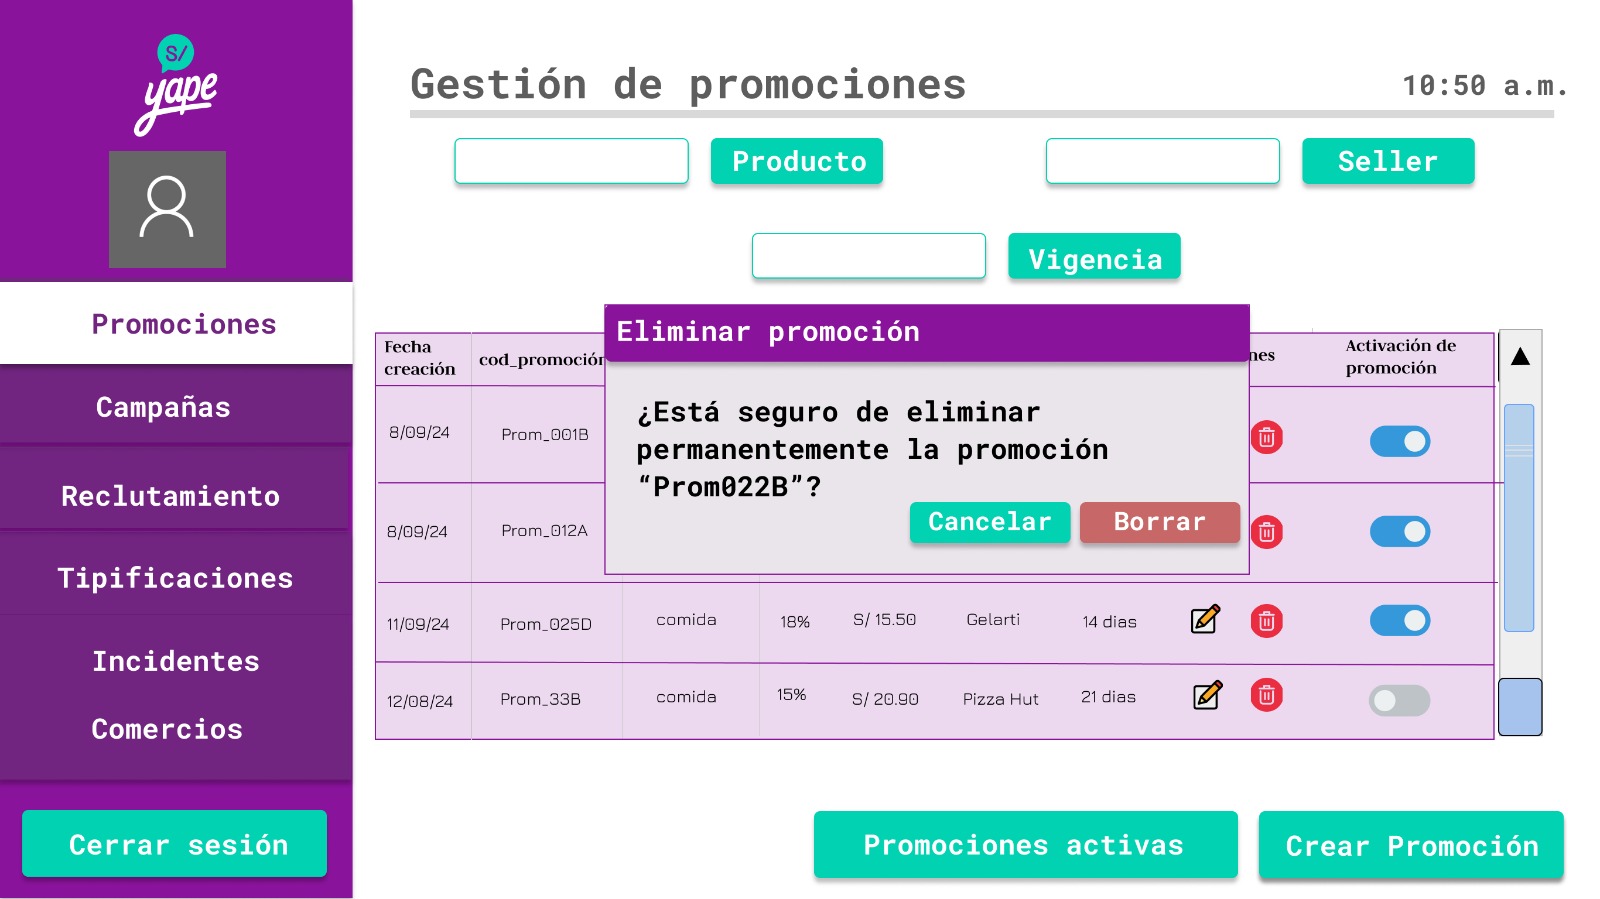 S/
yape
Gestión de promociones
10:50 a.m.
Producto
Seller
Vigencia
Promociones
Campañas
Reclutamiento
Tipificaciones
Incidentes
Comercios
Cerrar sesión
Fecha
creación
cod_promoción
nes
Activación de
promoción
Eliminar promoción
¿Está seguro de eliminar
permanentemente la promoción
“Prom022B”?
Cancelar Borrar
8/09/24 Prom_001B
8/09/24 Prom_012A
11/09/24 Prom_025D comida 18% S/ 15.50 Gelarti 14 dias
12/08/24 Prom_33B comida 15% S/ 20.90 Pizza Hut 21 dias
Promociones activas
Crear Promoción